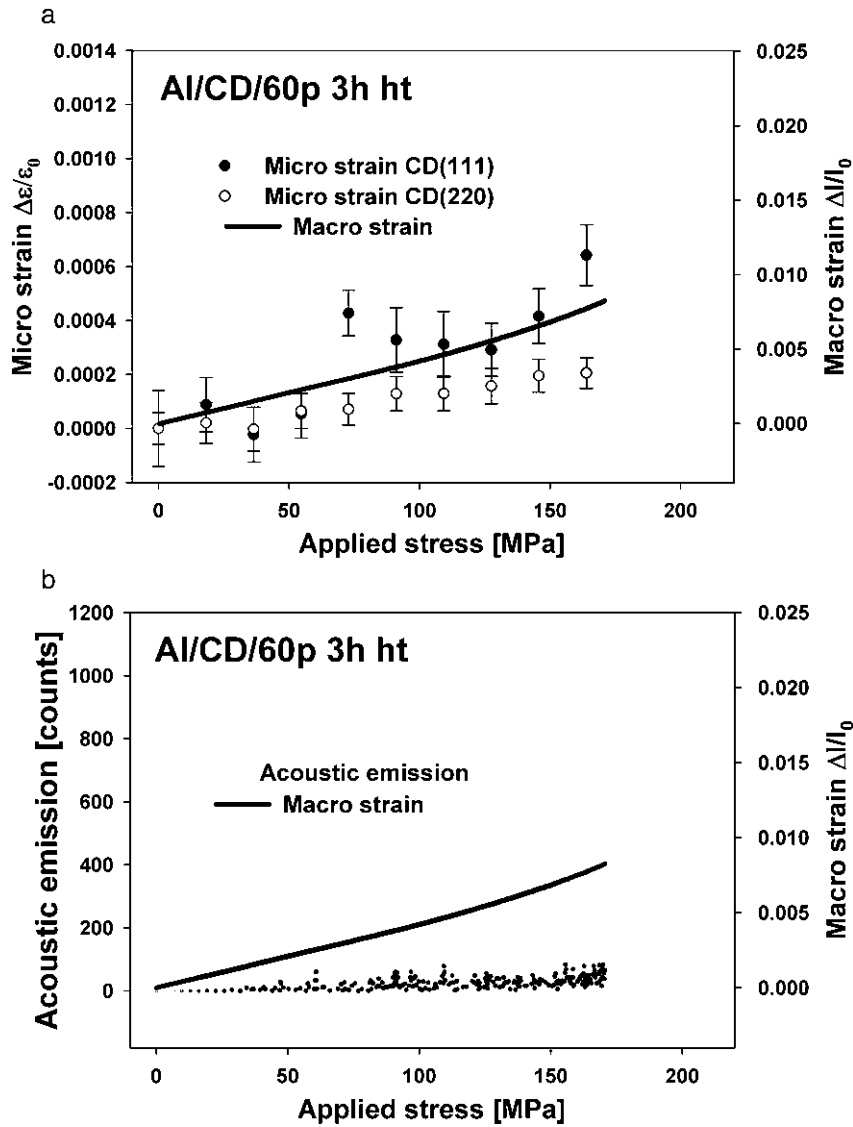 a
Al/CD/60p 3h ht
Micro strain CD(111)
Micro strain CD(220)
Macro strain
Micro strain Δε/ε0
0.0014
0.0012
0.0010
0.0008
0.0006
0.0004
0.0002
0.0000
-0.0002
Macro strain Δl/l0
0.025
0.020
0.015
0.010
0.005
0.000
0
50
100
150
200
Applied stress [MPa]
b
Al/CD/60p 3h ht
Acoustic emission
Macro strain
Acoustic emission [counts]
1200
1000
800
600
400
200
0
Macro strain Δl/l0
0.025
0.020
0.015
0.010
0.005
0.000
0
50
100
150
200
Applied stress [MPa]